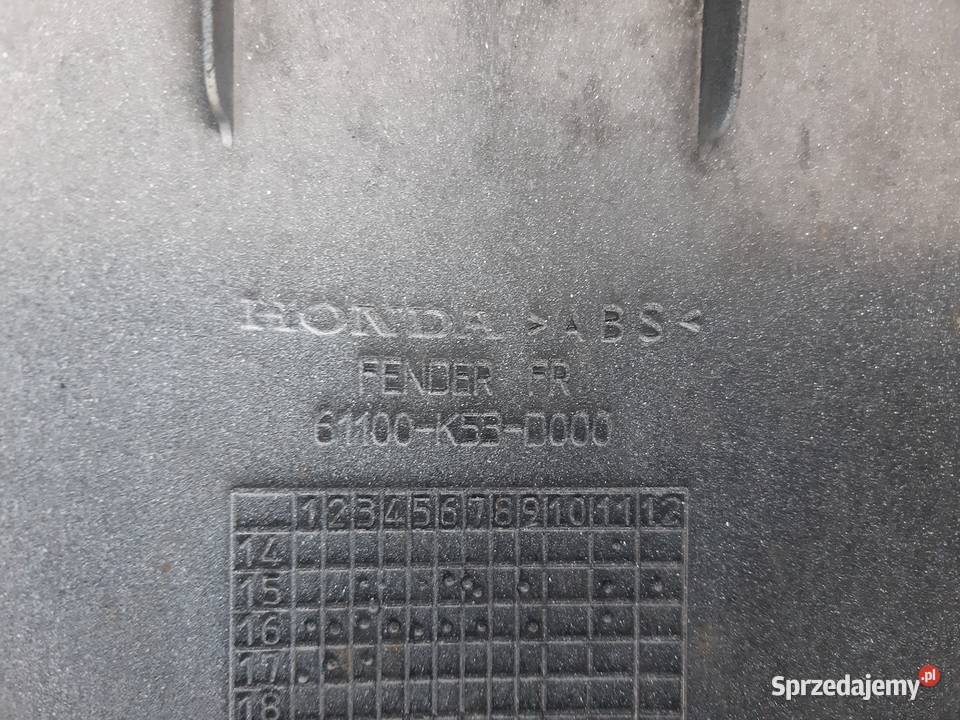 HONDA >ABS<
FENDER FR
61100-K53-D000
1 2 3 4 5 6 7 8 9 10 11 12
14
15
16
17
18
Sprzedajemy.pl